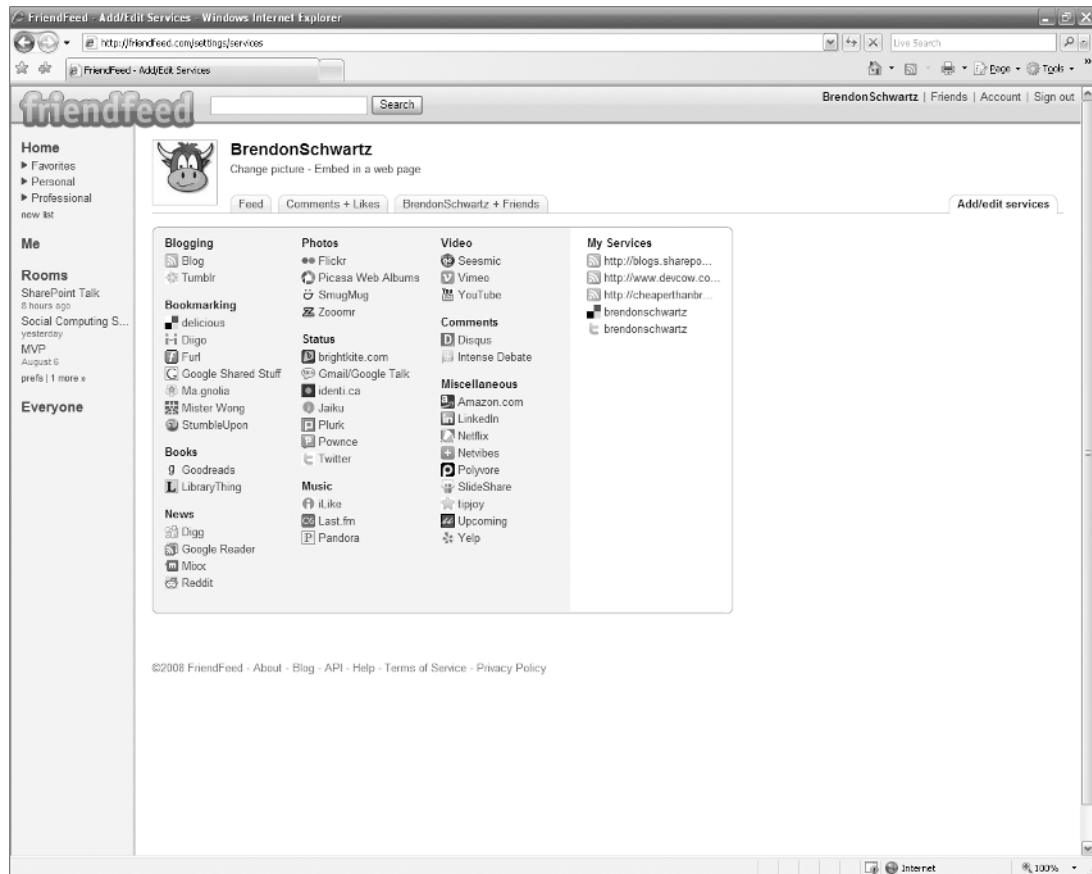 FriendFeed - Add/Edit Services - Windows Internet Explorer
http://friendfeed.com/settings/services
Live Search
FriendFeed - Add/Edit Services
Page
Tools
friendfeed
Search
BrendonSchwartz | Friends | Account | Sign out
Home
Favorites
Personal
Professional
new list
Me
Rooms
SharePoint Talk
8 hours ago
Social Computing S...
yesterday
MVP
August 6
prefs | 1 more »
Everyone
BrendonSchwartz
Change picture - Embed in a web page
Feed
Comments + Likes
BrendonSchwartz + Friends
Add/edit services
Blogging
Blog
Tumblr
Bookmarking
delicious
Diigo
Furl
Google Shared Stuff
Ma.gnolia
Mister Wong
StumbleUpon
Books
Goodreads
LibraryThing
News
Digg
Google Reader
Mixx
Reddit
Photos
Flickr
Picasa Web Albums
SmugMug
Zooomr
Status
brightkite.com
Gmail/Google Talk
identi.ca
Jaiku
Plurk
Pownce
Twitter
Music
iLike
Last.fm
Pandora
Video
Seesmic
Vimeo
YouTube
Comments
Disqus
Intense Debate
Miscellaneous
Amazon.com
LinkedIn
Netflix
Netvibes
Polyvore
SlideShare
tipjoy
Upcoming
Yelp
My Services
http://blogs.sharepo...
http://www.devcow.co...
http://cheaperthanbr...
brendonschwartz
brendonschwartz
©2008 FriendFeed - About - Blog - API - Help - Terms of Service - Privacy Policy
Internet
100%